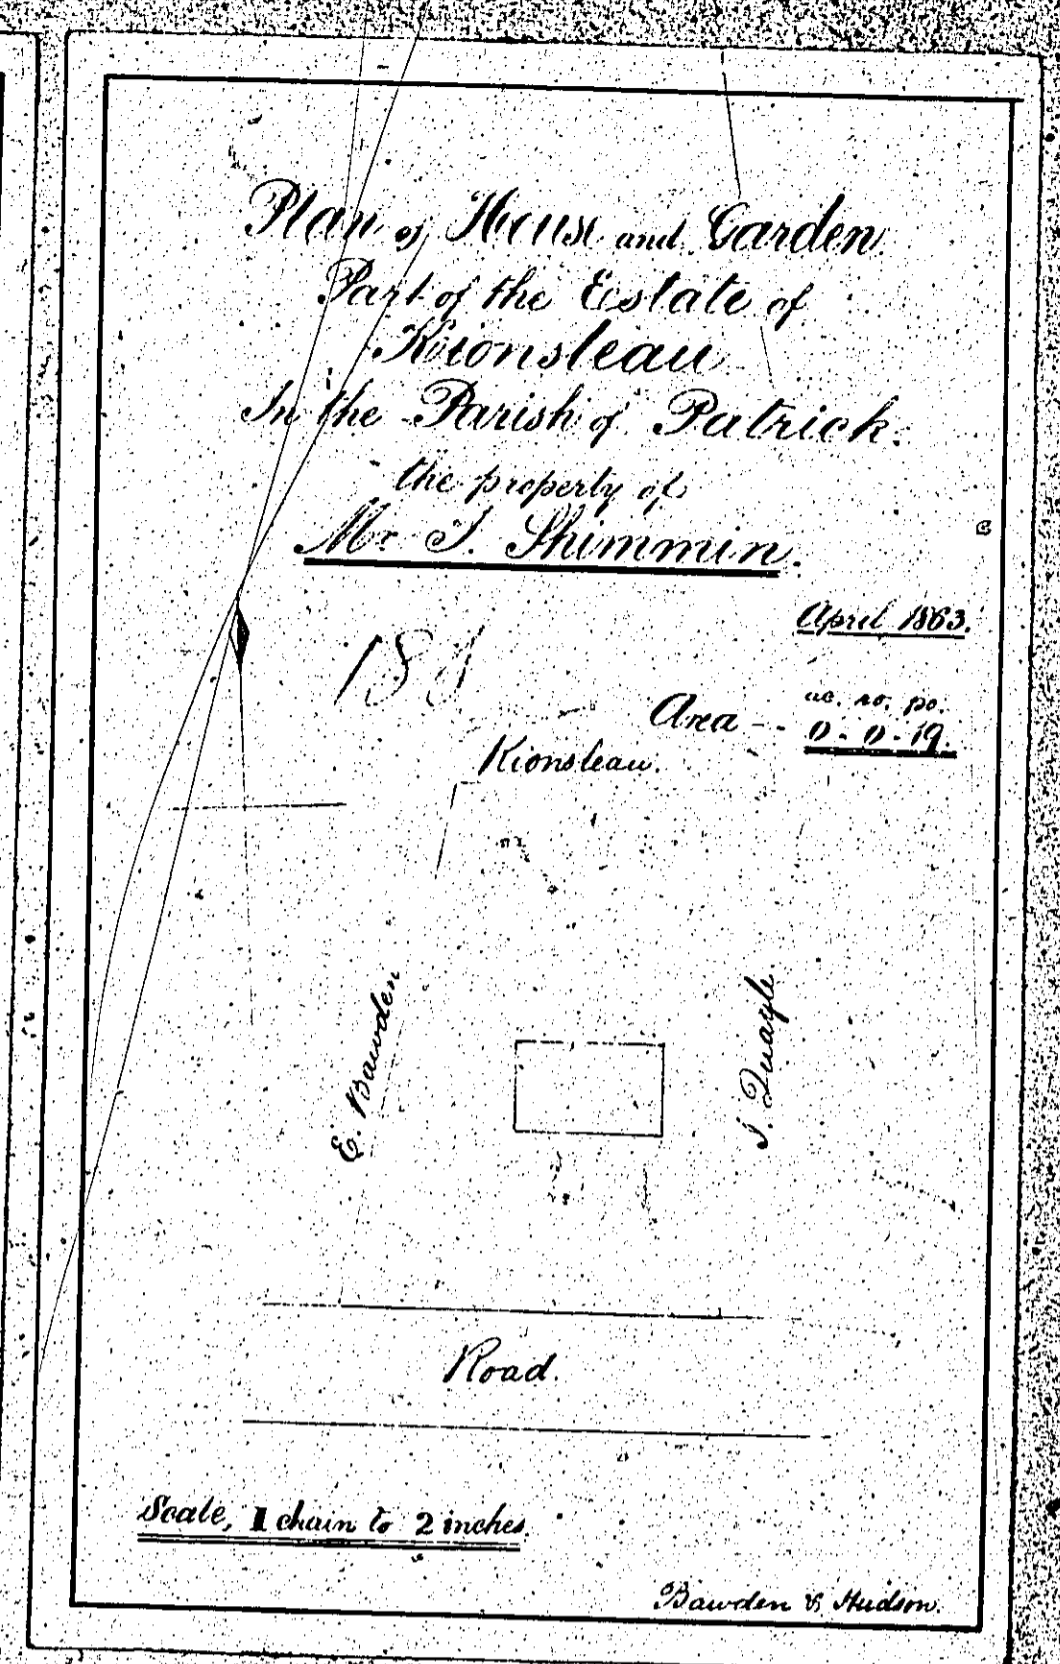 Plan of House and Garden
Part of the Estate of
Kionsleau
In the Parish of Patrick.
the property of
Mr. J. Shimmin.
April 1863.
ac. ro. po.
Area -- 0 - 0 - 19.
Kionsleau.
E. Bawden
J. Quayle.
Road.
Scale, 1 chain to 2 inches
Bawden & Hudson.